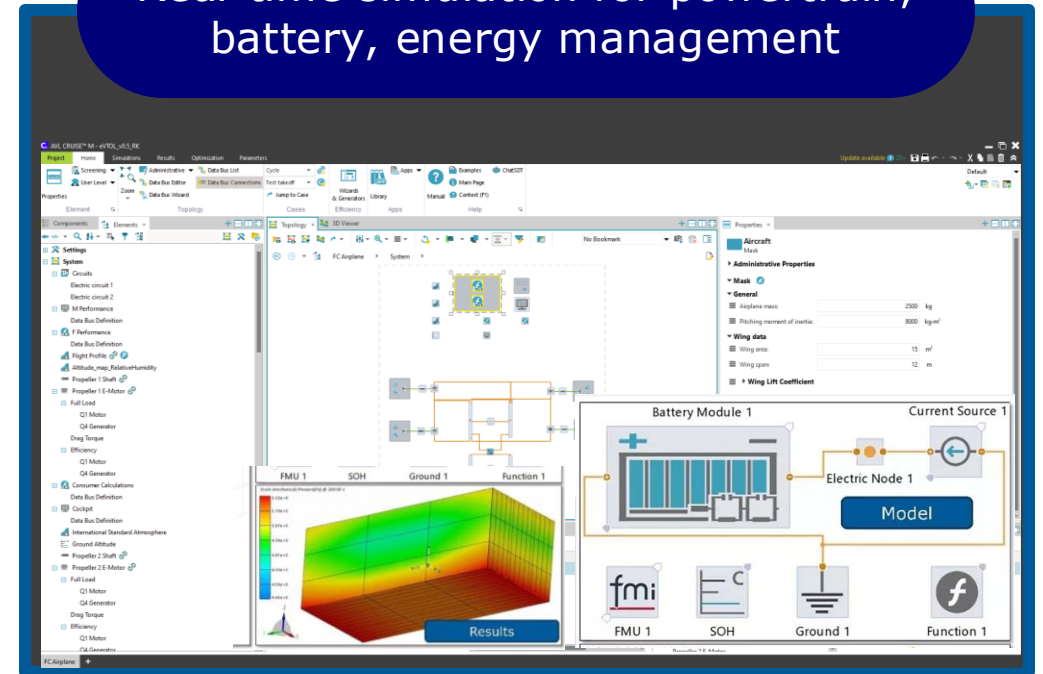 Real-time simulation for powertrain,
battery, energy management
AVL CRUISE™ M - eVTOL_v0.5_RK
Project Home Simulations Results Optimization Parameters
Update available
Screening Administrative Data Bus List Cycle Apps Examples ChatSDT Default
User Level Zoom Data Bus Editor Data Bus Connections Test takeoff Main Page
Properties Data Bus Wizard Jump to Case Wizards & Generators Library Manual Context (F1)
Element Topology Cases Efficiency Apps Help
Components Elements Topology 3D Viewer Properties
No Bookmark
FC Airplane System
Settings
System
Circuits
Electric circuit 1
Electric circuit 2
M Performance
Data Bus Definition
F Performance
Data Bus Definition
Flight Profile
Altitude_map_RelativeHumidity
Propeller 1 Shaft
Propeller 1 E-Motor
Full Load
Q1 Motor
Q4 Generator
Drag Torque
Efficiency
Q1 Motor
Q4 Generator
Consumer Calculations
Data Bus Definition
Cockpit
Data Bus Definition
International Standard Atmosphere
Ground Altitude
Propeller 2 Shaft
Propeller 2 E-Motor
Full Load
Q1 Motor
Q4 Generator
Drag Torque
Efficiency
Q1 Motor
Q4 Generator
FC Airplane
Aircraft
Mask
Administrative Properties
Mask
General
Airplane mass: 2500 kg
Pitching moment of inertia: 8000 kg·m²
Wing data
Wing area: 15 m²
Wing span: 12 m
Wing Lift Coefficient
FMU 1 SOH Ground 1 Function 1
Results
Battery Module 1 Current Source 1
Electric Node 1
Model
fmi C f
FMU 1 SOH Ground 1 Function 1